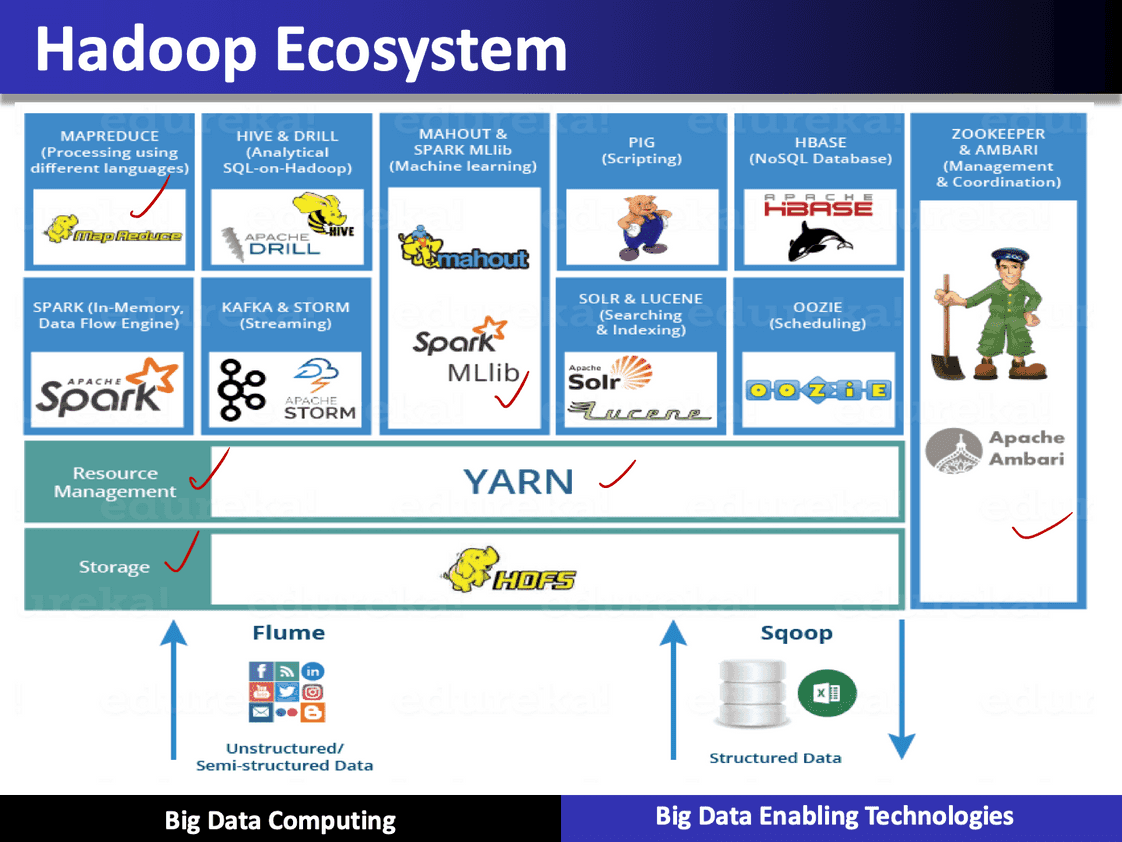 Hadoop Ecosystem
MAPREDUCE
(Processing using
different languages)
Map Reduce
HIVE & DRILL
(Analytical
SQL-on-Hadoop)
HIVE
APACHE
DRILL
MAHOUT &
SPARK MLlib
(Machine learning)
mahout
Spark
MLlib
PIG
(Scripting)
HBASE
(NoSQL Database)
APACHE
HBASE
ZOOKEEPER
& AMBARI
(Management
& Coordination)
ZOO
Apache
Ambari
SPARK (In-Memory,
Data Flow Engine)
APACHE
Spark
KAFKA & STORM
(Streaming)
APACHE
STORM
SOLR & LUCENE
(Searching
& Indexing)
Apache
Solr
Lucene
OOZIE
(Scheduling)
OOZiE
Resource
Management
YARN
Storage
HDFS
Flume
Unstructured/
Semi-structured Data
Sqoop
Structured Data
edureka!
Big Data Computing
Big Data Enabling Technologies